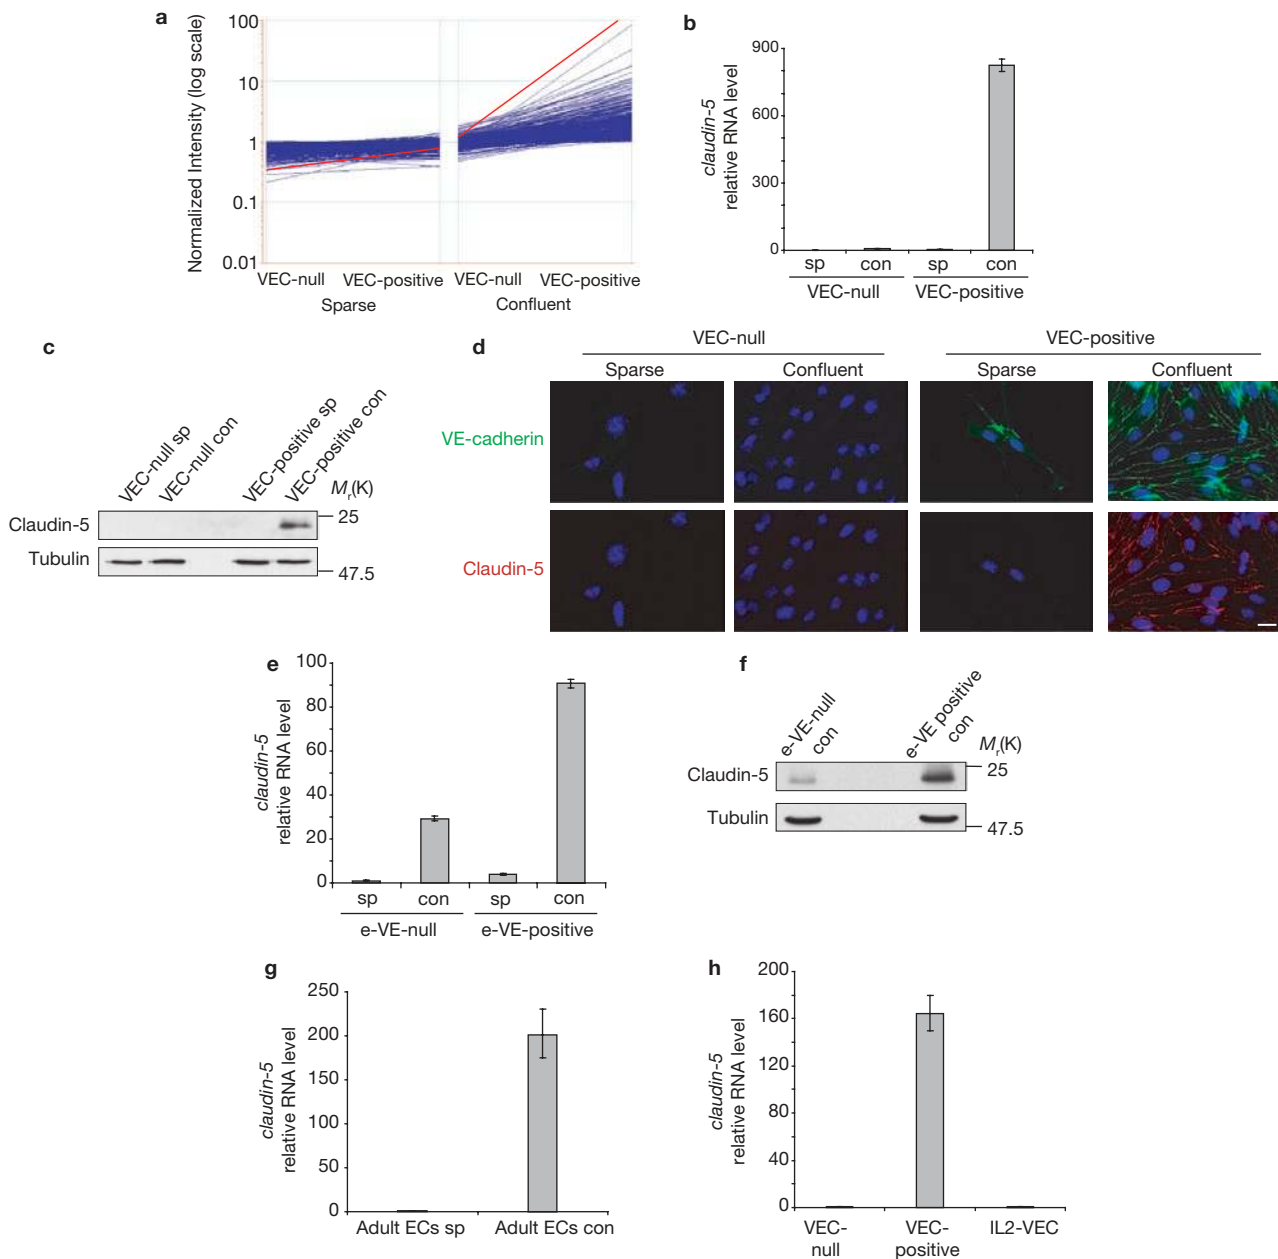 a
Normalized Intensity (log scale)
100
10
1
0.1
0.01
VEC-null
VEC-positive
VEC-null
VEC-positive
Sparse
Confluent
b
claudin-5
relative RNA level
900
600
300
0
sp
con
sp
con
VEC-null
VEC-positive
c
VEC-null sp
VEC-null con
VEC-positive sp
VEC-positive con
Mr(K)
Claudin-5
25
Tubulin
47.5
d
VEC-null
VEC-positive
Sparse
Confluent
Sparse
Confluent
VE-cadherin
Claudin-5
e
claudin-5
relative RNA level
100
80
60
40
20
0
sp
con
sp
con
e-VE-null
e-VE-positive
f
e-VE-null
con
e-VE positive
con
Mr(K)
Claudin-5
25
Tubulin
47.5
g
claudin-5
relative RNA level
250
200
150
100
50
0
Adult ECs sp
Adult ECs con
h
claudin-5
relative RNA level
200
160
120
80
40
0
VEC-
null
VEC-
positive
IL2-VEC